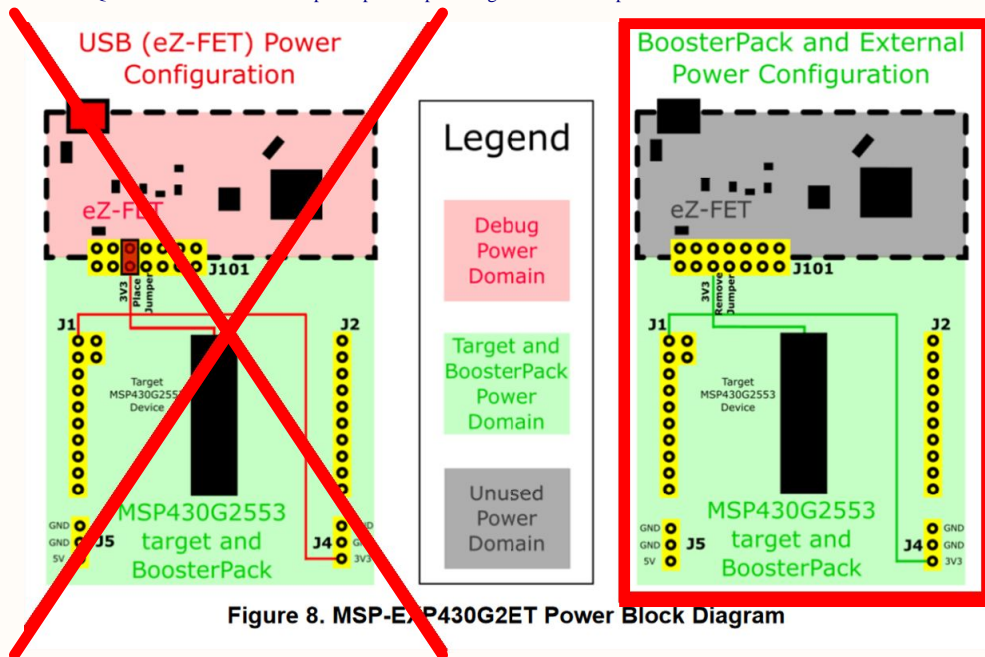 USB (eZ-FET) Power
Configuration
eZ-FET
J101
3V3
Place
Jumper
J1
J2
Target
MSP430G2553
Device
MSP430G2553
target and
BoosterPack
GND
GND
5V
J5
J4
GND
GND
3V3
Legend
Debug
Power
Domain
Target and
BoosterPack
Power
Domain
Unused
Power
Domain
BoosterPack and External
Power Configuration
eZ-FET
J101
3V3
Remove
Jumper
J1
J2
Target
MSP430G2553
Device
MSP430G2553
target and
BoosterPack
GND
GND
5V
J5
J4
GND
GND
3V3
Figure 8. MSP-EXP430G2ET Power Block Diagram